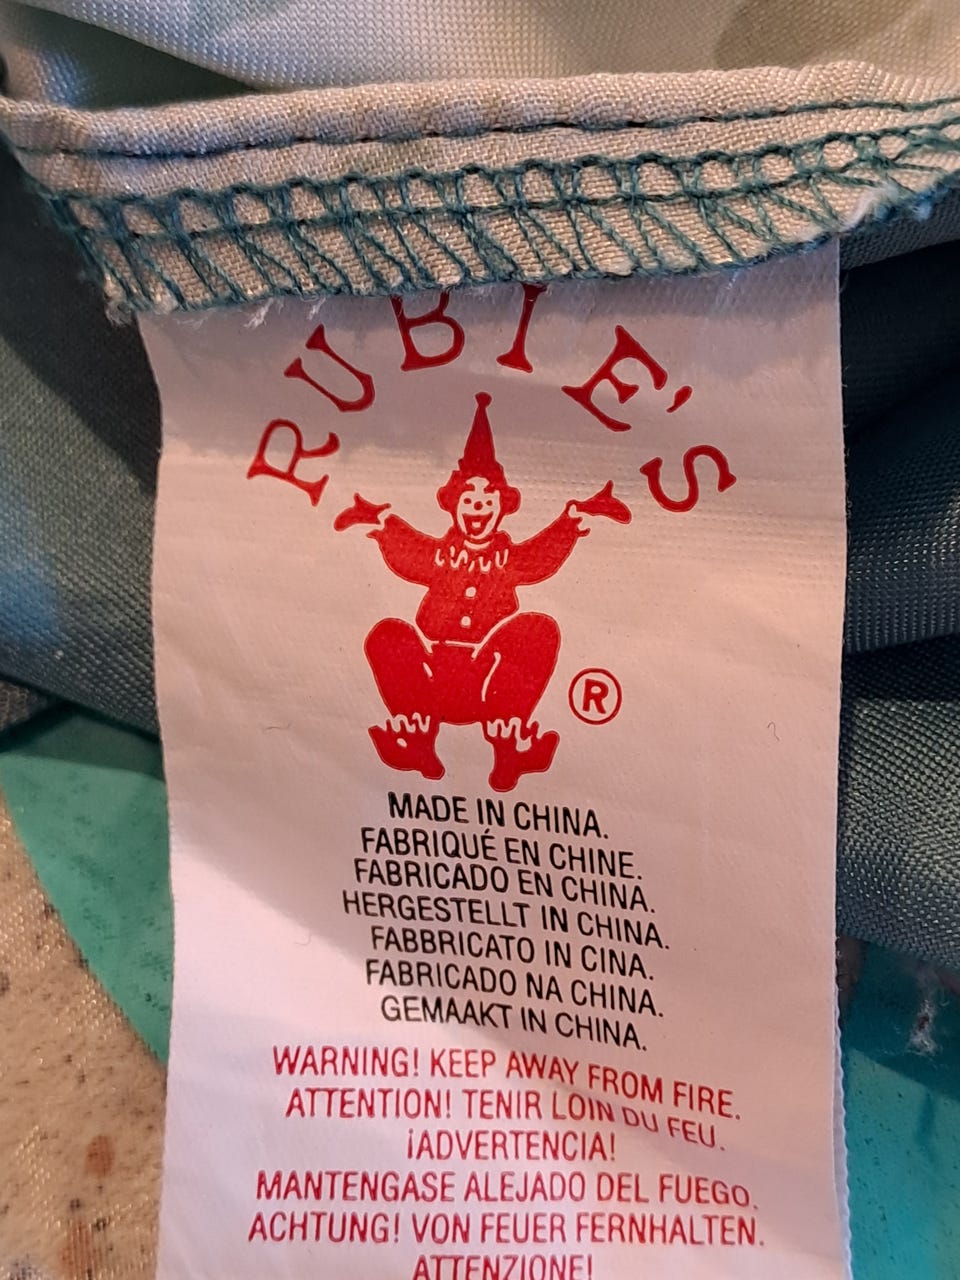 RUBIE'S
®
MADE IN CHINA.
FABRIQUÉ EN CHINE.
FABRICADO EN CHINA.
HERGESTELLT IN CHINA.
FABBRICATO IN CINA.
FABRICADO NA CHINA.
GEMAAKT IN CHINA.
WARNING! KEEP AWAY FROM FIRE.
ATTENTION! TENIR LOIN DU FEU.
¡ADVERTENCIA!
MANTENGASE ALEJADO DEL FUEGO.
ACHTUNG! VON FEUER FERNHALTEN.
ATTENZIONE!